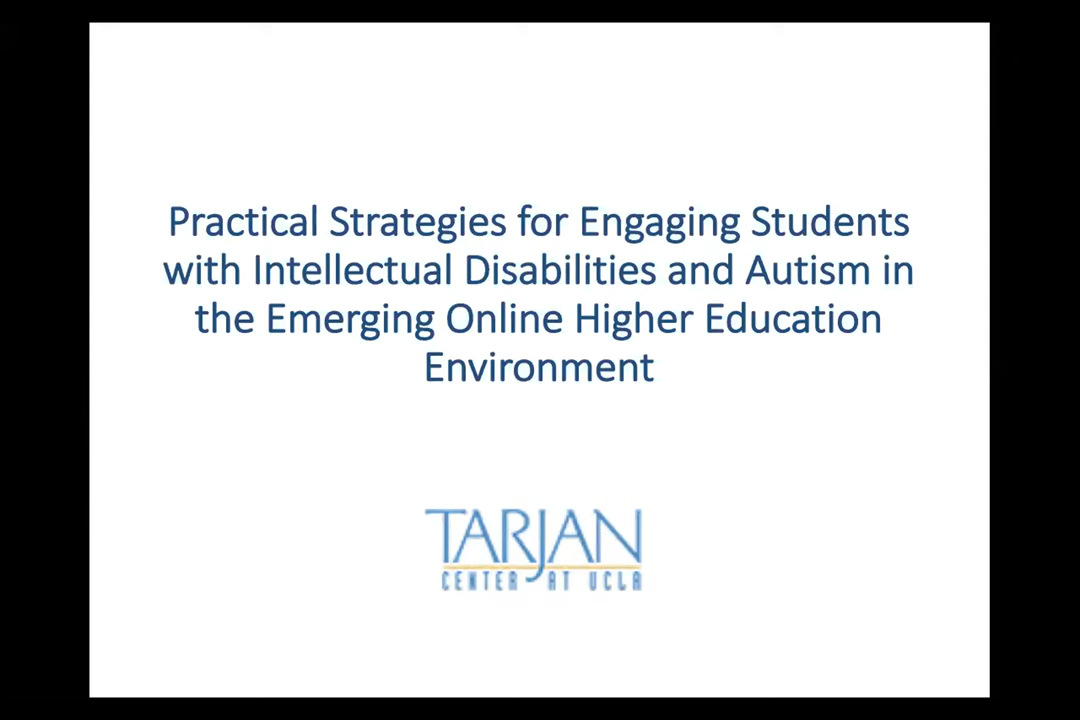 Practical Strategies for Engaging Students
with Intellectual Disabilities and Autism in
the Emerging Online Higher Education
Environment
TARJAN
CENTER AT UCLA